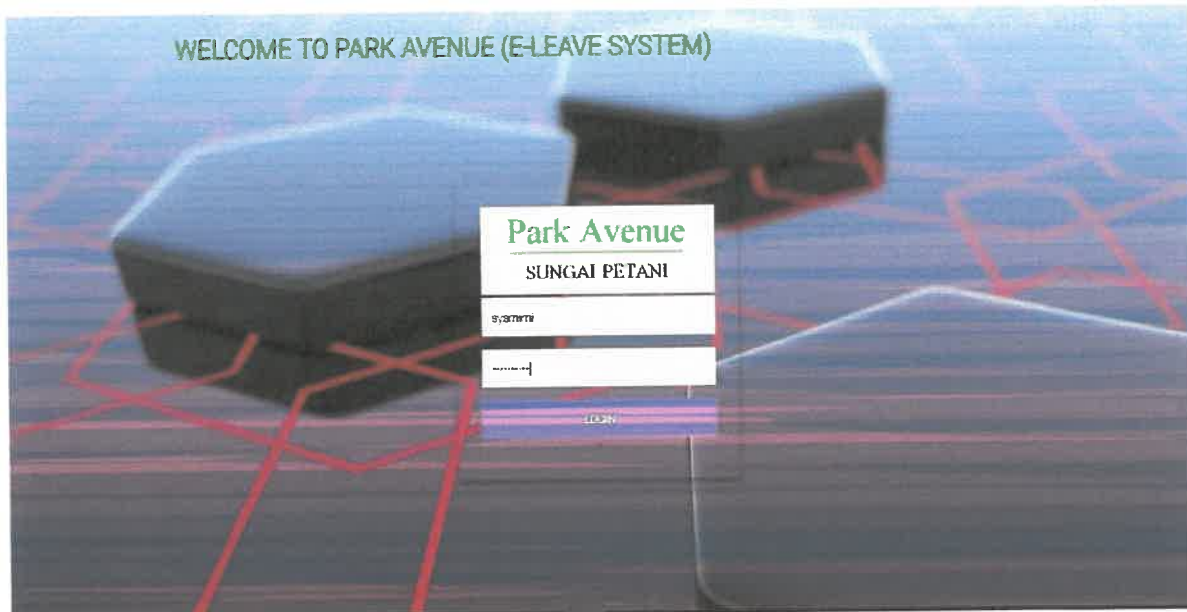 WELCOME TO PARK AVENUE (E-LEAVE SYSTEM)
Park Avenue
SUNGAI PETANI
LOGIN